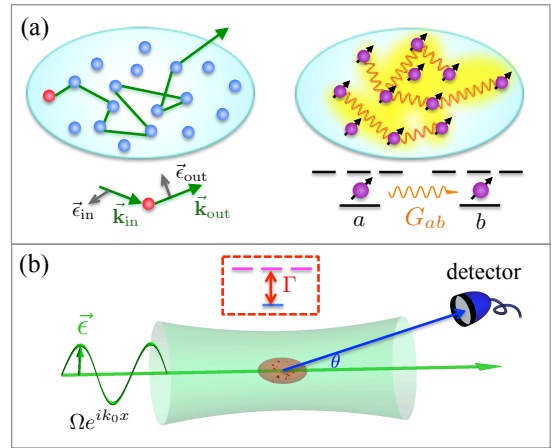 (a)
ϵ⃗in
k⃗in
ϵ⃗out
k⃗out
a
Gab
b
(b)
ϵ⃗
Ωe^{ik₀x}
Γ
θ
detector